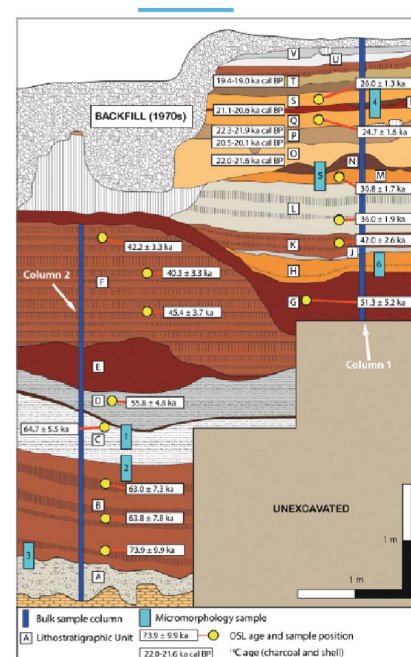 V
U
19.4-19.0 ka cal BP
T
26.0 ± 1.3 ka
S
4
BACKFILL (1970s)
21.1-20.6 ka cal BP
Q
22.3-21.9 ka cal BP
P
24.7 ± 1.6 ka
20.5-20.1 ka cal BP
O
22.0-21.6 ka cal BP
N
M
5
30.8 ± 1.7 ka
L
36.0 ± 1.9 ka
42.2 ± 3.3 ka
K
42.0 ± 2.6 ka
J
Column 2
40.3 ± 3.3 ka
6
F
H
45.4 ± 3.7 ka
G
51.3 ± 5.2 ka
Column 1
E
D
55.8 ± 4.8 ka
64.7 ± 5.5 ka
1
C
2
63.0 ± 7.3 ka
B
UNEXCAVATED
63.8 ± 7.8 ka
73.9 ± 9.9 ka
3
1 m
A
1 m
Bulk sample column
Micromorphology sample
A Lithostratigraphic Unit
73.9 ± 9.9 ka
OSL age and sample position
22.0-21.6 ka cal BP
¹⁴C age (charcoal and shell)